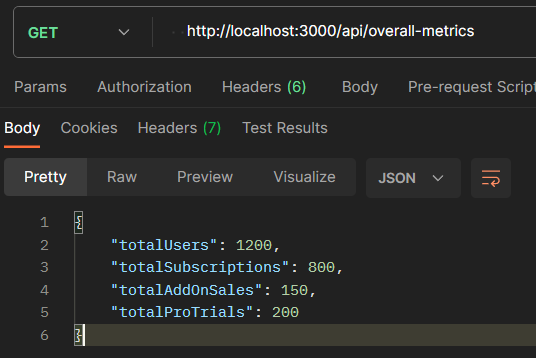 GET http://localhost:3000/api/overall-metrics
Params Authorization Headers (6) Body Pre-request Script
Body Cookies Headers (7) Test Results
Pretty Raw Preview Visualize JSON
1 {
2 "totalUsers": 1200,
3 "totalSubscriptions": 800,
4 "totalAddOnSales": 150,
5 "totalProTrials": 200
6 }